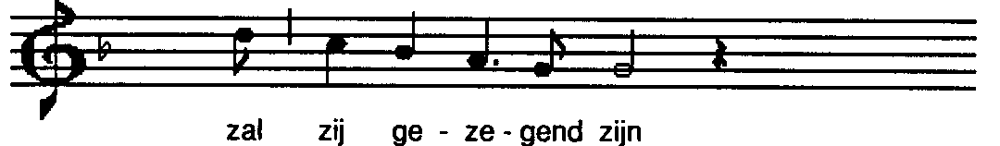 zal zij ge - ze - gend zijn